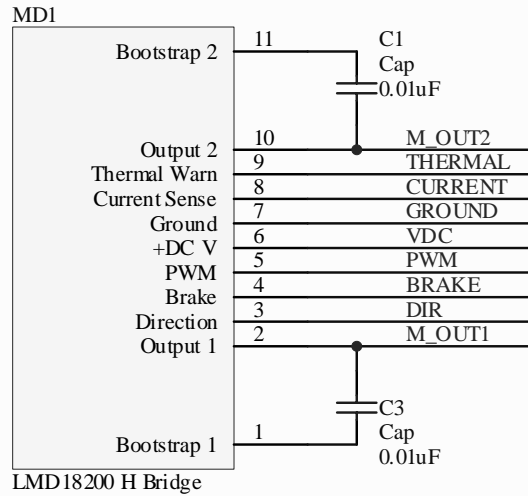 MD1
Bootstrap 2 11 C1
Cap
0.01uF
Output 2 10 M_OUT2
Thermal Warn 9 THERMAL
Current Sense 8 CURRENT
Ground 7 GROUND
+DC V 6 VDC
PWM 5 PWM
Brake 4 BRAKE
Direction 3 DIR
Output 1 2 M_OUT1
C3
Bootstrap 1 1 Cap
0.01uF
LMD18200 H Bridge